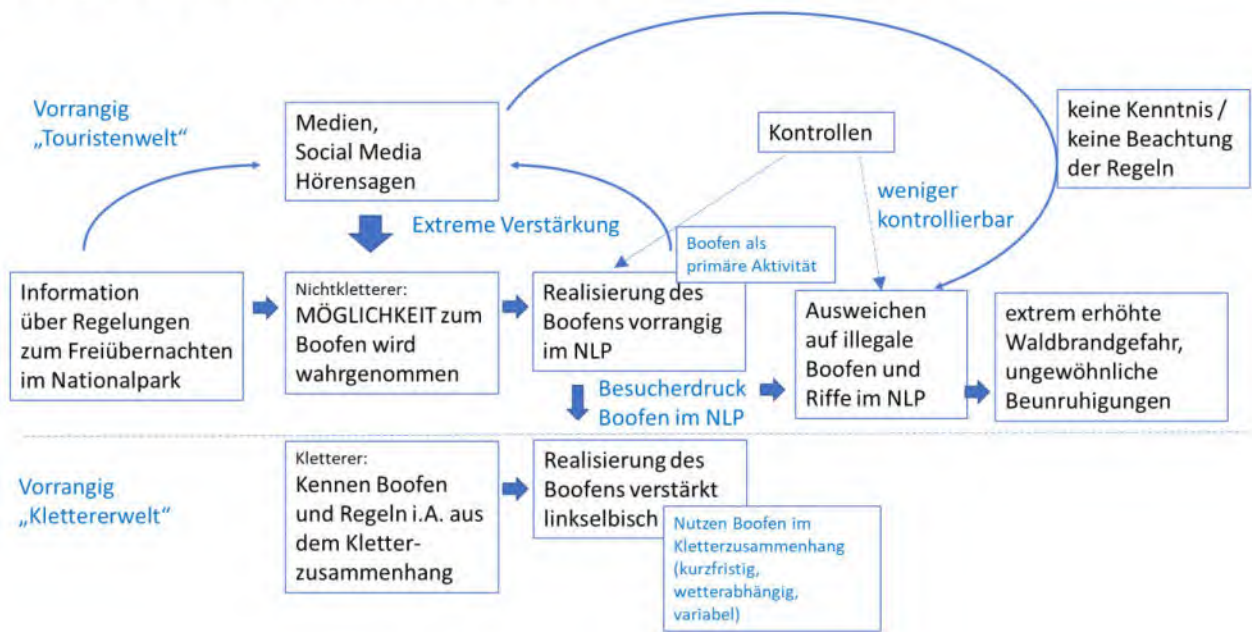 Vorrangig
„Touristenwelt“
Medien,
Social Media
Hörensagen
Kontrollen
keine Kenntnis /
keine Beachtung
der Regeln
weniger
kontrollierbar
Extreme Verstärkung
Boofen als
primäre Aktivität
Information
über Regelungen
zum Freiübernachten
im Nationalpark
Nichtkletterer:
MÖGLICHKEIT zum
Boofen wird
wahrgenommen
Realisierung des
Boofens vorrangig
im NLP
Ausweichen
auf illegale
Boofen und
Riffe im NLP
extrem erhöhte
Waldbrandgefahr,
ungewöhnliche
Beunruhigungen
Besucherdruck
Boofen im NLP
Vorrangig
„Klettererwelt“
Kletterer:
Kennen Boofen
und Regeln i.A. aus
dem Kletter-
zusammenhang
Realisierung des
Boofens verstärkt
linkselbisch
Nutzen Boofen im
Kletterzusammenhang
(kurzfristig,
wetterabhängig,
variabel)